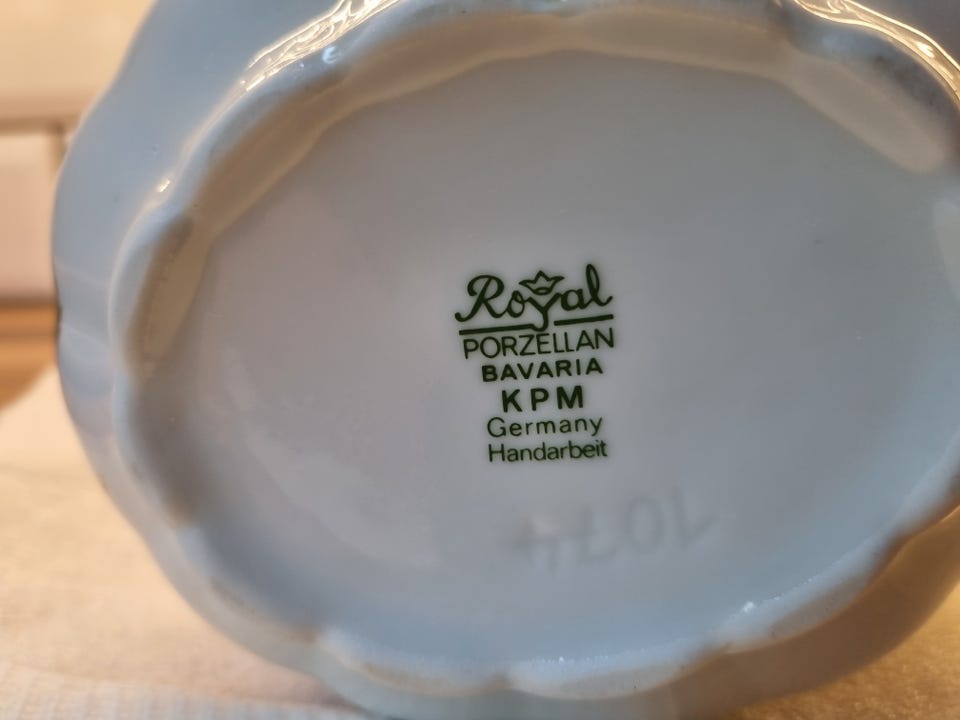 Royal
PORZELLAN
BAVARIA
KPM
Germany
Handarbeit